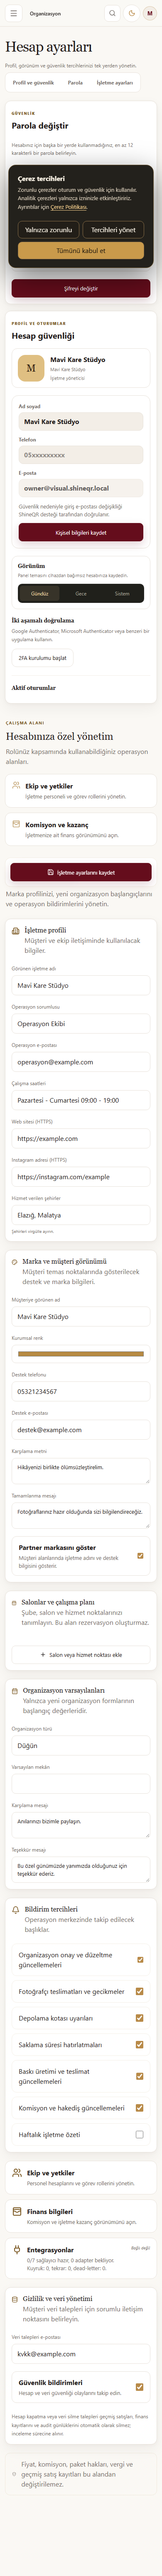 Organizasyon
M
Hesap ayarları
Profil, görünüm ve güvenlik tercihlerinizi tek yerden yönetin.
Profil ve güvenlik
Parola
İşletme ayarları
GÜVENLİK
Parola değiştir
Hesabınız için başka bir yerde kullanmadığınız, en az 12
karakterli bir parola belirleyin.
Çerez tercihleri
Zorunlu çerezler oturum ve güvenlik için kullanılır.
Analitik çerezleri yalnızca izninizle etkinleştiririz.
Ayrıntılar için Çerez Politikası.
Yalnızca zorunlu
Tercihleri yönet
Tümünü kabul et
Şifreyi değiştir
PROFİL VE OTURUMLAR
Hesap güvenliği
M
Mavi Kare Stüdyo
Mavi Kare Stüdyo
İşletme yöneticisi
Ad soyad
Mavi Kare Stüdyo
Telefon
05xxxxxxxxx
E-posta
owner@visual.shineqr.local
Güvenlik nedeniyle giriş e-postası değişikliği
ShineQR desteği tarafından doğrulanır.
Kişisel bilgileri kaydet
Görünüm
Panel temasını cihazdan bağımsız hesabınıza kaydedin.
Gündüz
Gece
Sistem
İki aşamalı doğrulama
Google Authenticator, Microsoft Authenticator veya benzeri bir
uygulamayı kullanın.
2FA kurulumu başlat
Aktif oturumlar
ÇALIŞMA ALANI
Hesabınıza özel yönetim
Rolünüz kapsamında kullanabildiğiniz operasyon
alanları.
Ekip ve yetkiler
İşletme personeli ve görev rollerini yönetin.
Komisyon ve kazanç
İşletmenize ait finans görünümünü açın.
İşletme ayarlarını kaydet
Marka profilinizi, yeni organizasyon başlangıçlarını
ve operasyon bildirimlerini yönetin.
İşletme profili
Müşteri ve ekip iletişiminde kullanılacak
bilgiler.
Görünen işletme adı
Mavi Kare Stüdyo
Operasyon sorumlusu
Operasyon Ekibi
Operasyon e-postası
operasyon@example.com
Çalışma saatleri
Pazartesi - Cumartesi 09:00 - 19:00
Web sitesi (HTTPS)
https://example.com
Instagram adresi (HTTPS)
https://instagram.com/example
Hizmet verilen şehirler
Elazığ, Malatya
Şehirleri virgülle ayırın.
Marka ve müşteri görünümü
Müşteri temas noktalarında gösterilecek
destek ve marka bilgileri.
Müşteriye görünen ad
Mavi Kare Stüdyo
Kurumsal renk
Destek telefonu
05321234567
Destek e-postası
destek@example.com
Karşılama metni
Hikâyenizi birlikte ölümsüzleştirelim.
Tamamlanma mesajı
Fotoğraflarınız hazır olduğunda sizi bilgilendireceğiz.
Partner markasını göster
Müşteri alanlarında işletme adını ve destek
bilgisini gösterin.
Salonlar ve çalışma planı
Şube, salon ve hizmet noktalarınızı
tanımlayın. Bu alan rezervasyon oluşturmaz.
+ Salon veya hizmet noktası ekle
Organizasyon varsayılanları
Yalnızca yeni organizasyon formlarının
başlangıç değerleridir.
Organizasyon türü
Düğün
Varsayılan mekân
Karşılama mesajı
Anılarınızı bizimle paylaşın.
Teşekkür mesajı
Bu özel gününüzde yanımızda olduğunuz için
teşekkür ederiz.
Bildirim tercihleri
Operasyon merkezinde takip edilecek
başlıklar.
Organizasyon onay ve düzeltme
güncellemeleri
Fotoğrafçı teslimatları ve gecikmeler
Depolama kotası uyarıları
Saklama süresi hatırlatmaları
Baskı üretimi ve teslimat
güncellemeleri
Komisyon ve hakediş güncellemeleri
Haftalık işletme özeti
Ekip ve yetkiler
Personel hesaplarını ve görev rollerini yönetin.
Finans bilgileri
Komisyon ve işletme kazanç görünümünü açın.
Entegrasyonlar
0/7 sağlayıcı hazır; 0 adapter bekliyor.
Kuyruk: 0, tekrar: 0, dead-letter: 0.
Gizlilik ve veri yönetimi
Müşteri veri talepleri için sorumlu iletişim
noktasını belirleyin.
Veri talepleri e-postası
kvkk@example.com
Güvenlik bildirimleri
Hesap ve veri güvenliği olaylarını takip edin.
Hesap kapatma veya veri silme talepleri geçmiş satışları, finans
kayıtlarını ve audit günlüklerini otomatik olarak silmez;
inceleme sürecine alınır.
Fiyat, komisyon, paket hakları, vergi ve
geçmiş satış kayıtları bu alandan
değiştirilemez.